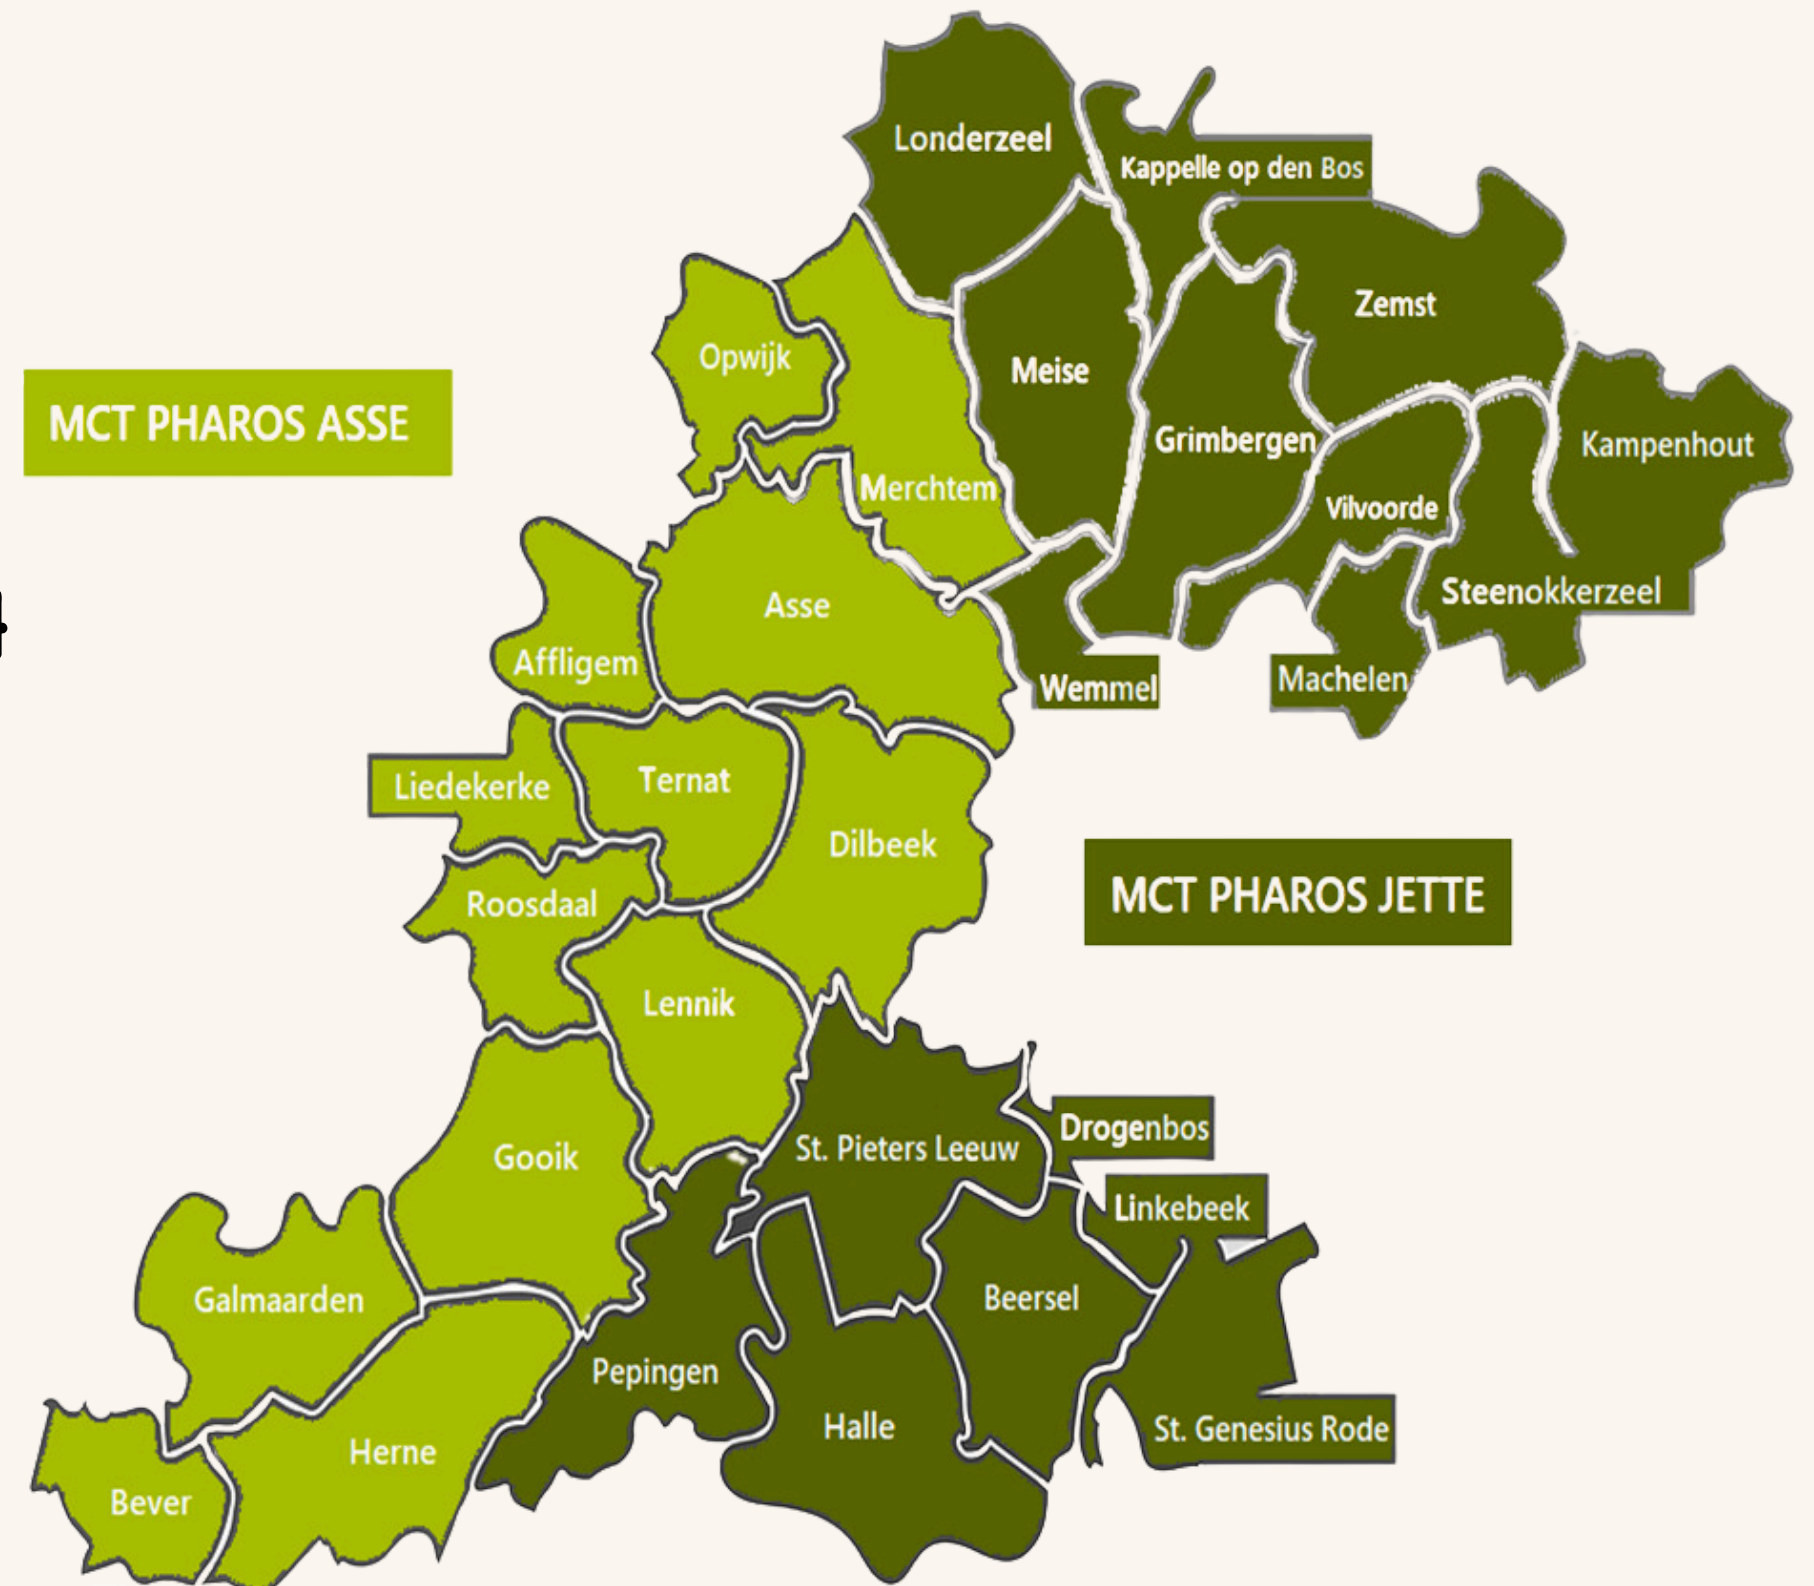 Londerzeel
Kappelle op den Bos
Zemst
Opwijk
Meise
MCT PHAROS ASSE
Grimbergen
Kampenhout
Merchtem
Vilvoorde
Steenokkerzeel
Asse
Affligem
Machelen
Wemmel
Liedekerke
Ternat
Dilbeek
MCT PHAROS JETTE
Roosdaal
Lennik
Drogenbos
St. Pieters Leeuw
Gooik
Linkebeek
Galmaarden
Beersel
Pepingen
Halle
St. Genesius Rode
Herne
Bever